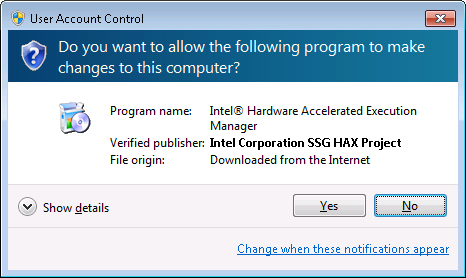 User Account Control
Do you want to allow the following program to make
changes to this computer?
Program name: Intel® Hardware Accelerated Execution
Manager
Verified publisher: Intel Corporation SSG HAX Project
File origin: Downloaded from the Internet
Show details
Yes
No
Change when these notifications appear